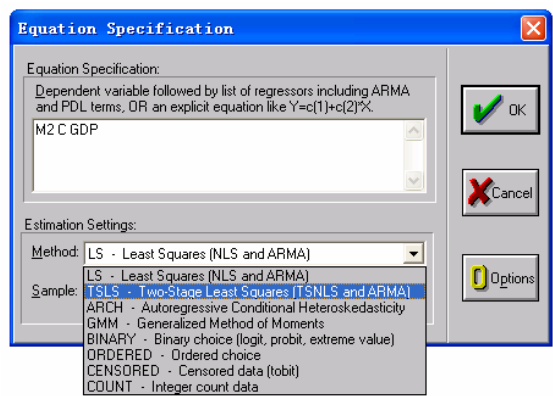 Equation Specification
Equation Specification:
Dependent variable followed by list of regressors including ARMA
and PDL terms, OR an explicit equation like Y=c(1)+c(2)*X.
M2 C GDP
OK
Cancel
Estimation Settings:
Method: LS - Least Squares (NLS and ARMA)
LS - Least Squares (NLS and ARMA)
Sample:
TSLS - Two-Stage Least Squares (TSNLS and ARMA)
Options
ARCH - Autoregressive Conditional Heteroskedasticity
GMM - Generalized Method of Moments
BINARY - Binary choice (logit, probit, extreme value)
ORDERED - Ordered choice
CENSORED - Censored data (tobit)
COUNT - Integer count data